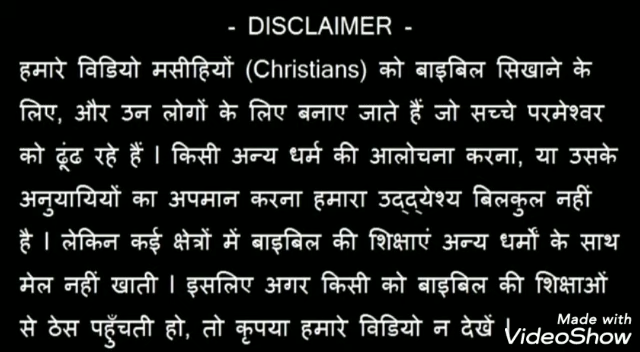 - DISCLAIMER -
हमारे विडियो मसीहियों (Christians) को बाइबिल सिखाने के
लिए, और उन लोगों के लिए बनाए जाते हैं जो सच्चे परमेश्वर
को ढूंढ रहे हैं । किसी अन्य धर्म की आलोचना करना, या उसके
अनुयायियों का अपमान करना हमारा उद्द्येश्य बिलकुल नहीं
है । लेकिन कई क्षेत्रों में बाइबिल की शिक्षाएं अन्य धर्मों के साथ
मेल नहीं खाती । इसलिए अगर किसी को बाइबिल की शिक्षाओं
से ठेस पहुँचती हो, तो कृपया हमारे विडियो न देखें ।
Made with
VideoShow